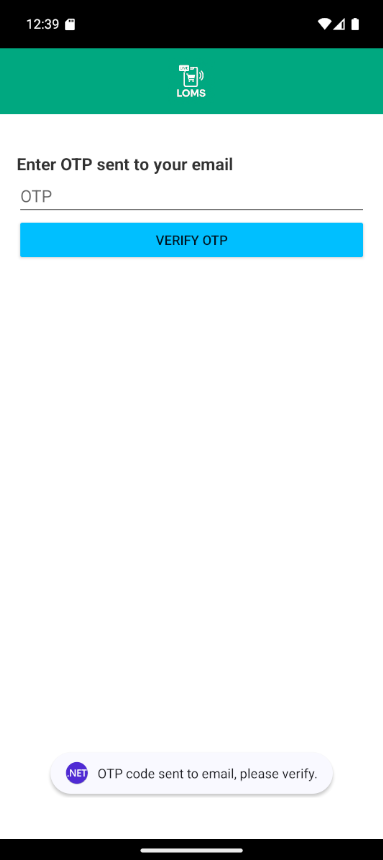 12:39
LOMS
Enter OTP sent to your email
OTP
VERIFY OTP
.NET OTP code sent to email, please verify.